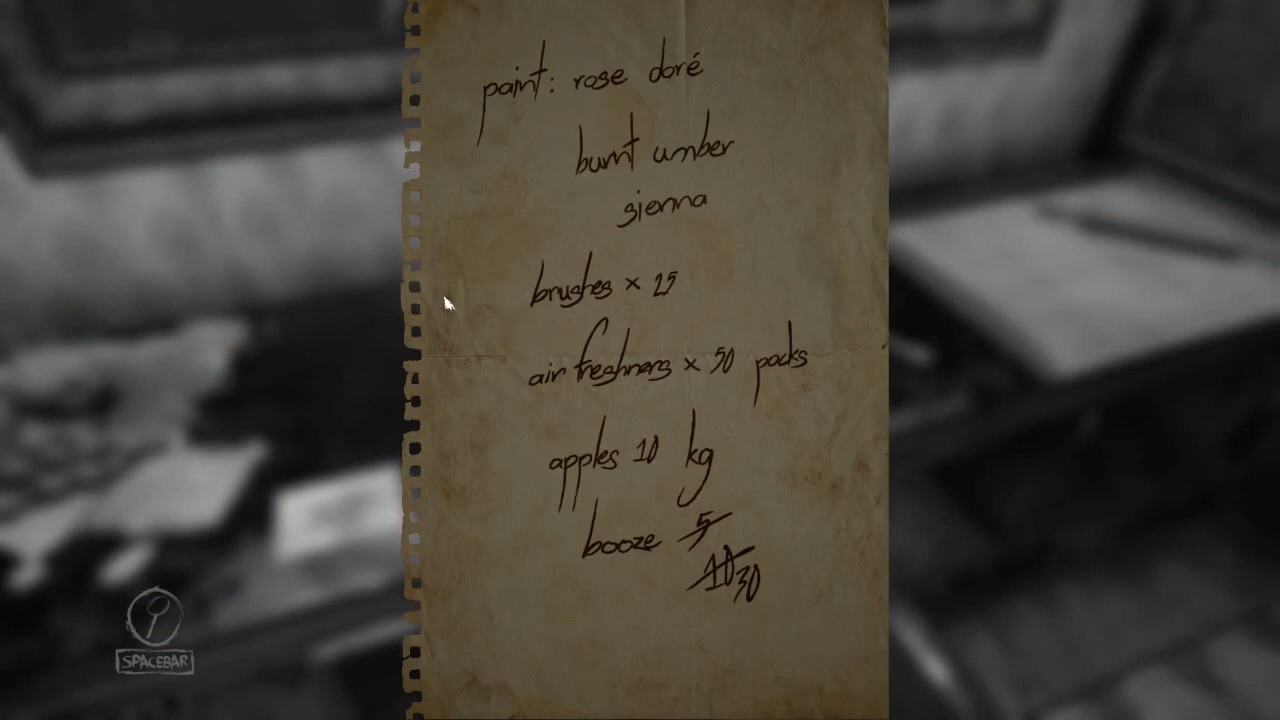 paint: rose doré
burnt umber
sienna
brushes × 25
air freshners × 50 packs
apples 10 kg
booze 5
10 30
SPACEBAR